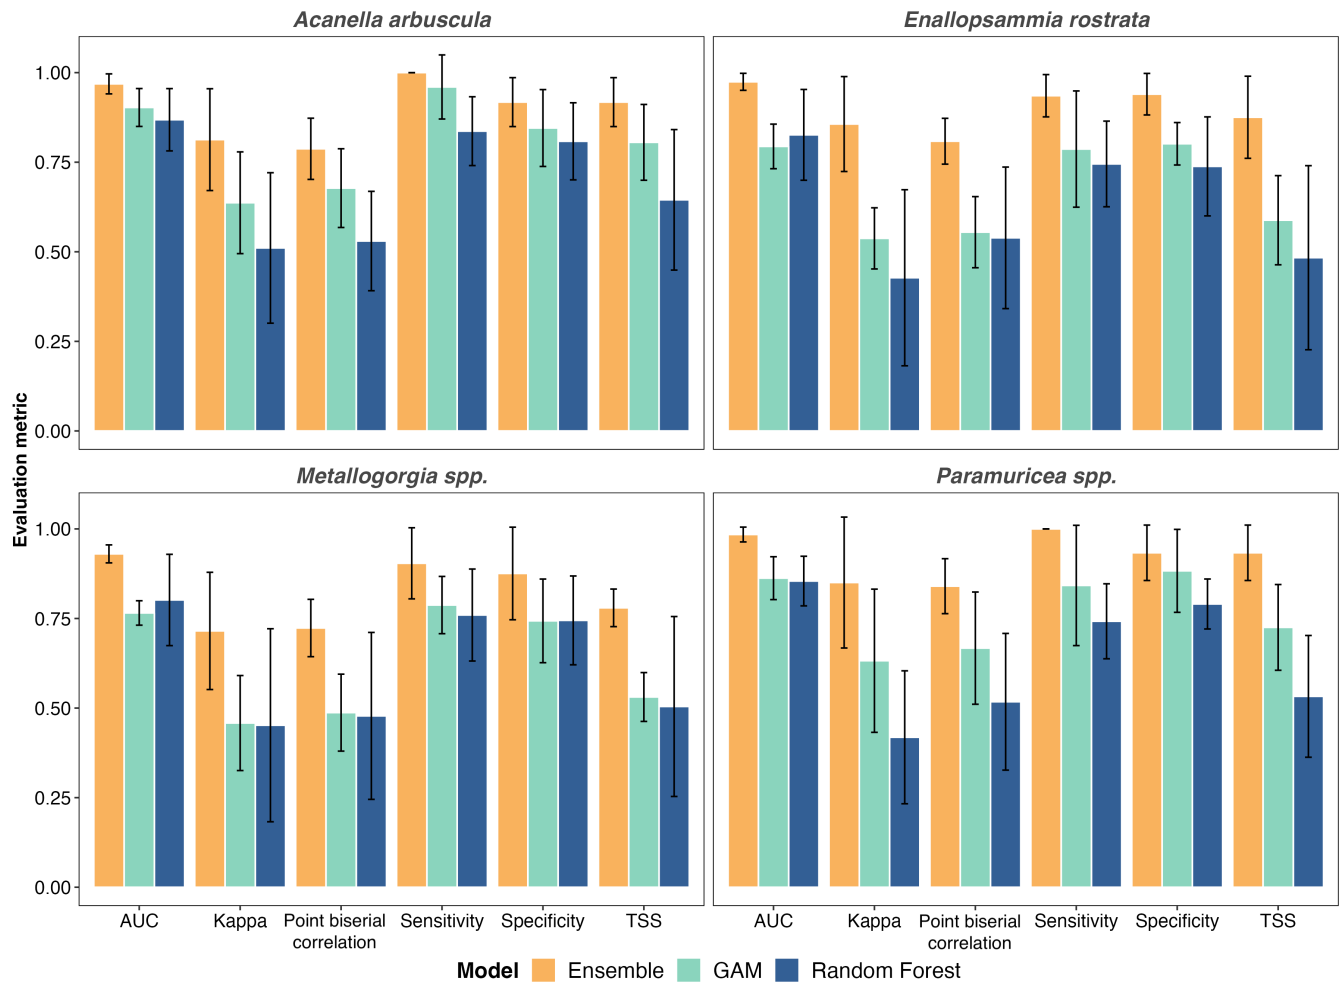 Acanella arbuscula
Enallopsammia rostrata
1.00
0.75
0.50
0.25
0.00
Evaluation metric
Metallogorgia spp.
Paramuricea spp.
1.00
0.75
0.50
0.25
0.00
AUC
Kappa
Point biserial
correlation
Sensitivity
Specificity
TSS
AUC
Kappa
Point biserial
correlation
Sensitivity
Specificity
TSS
Model Ensemble GAM Random Forest